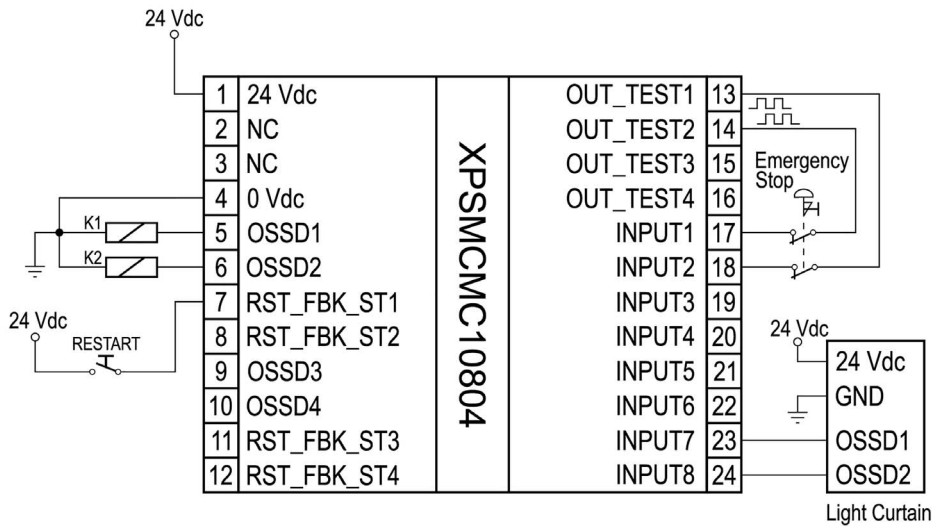 24 Vdc
1 24 Vdc
2 NC
3 NC
4 0 Vdc
K1
5 OSSD1
K2
6 OSSD2
7 RST_FBK_ST1
24 Vdc
RESTART
8 RST_FBK_ST2
9 OSSD3
10 OSSD4
11 RST_FBK_ST3
12 RST_FBK_ST4
XPSMCMC10804
OUT_TEST1 13
OUT_TEST2 14
OUT_TEST3 15
OUT_TEST4 16
INPUT1 17
INPUT2 18
INPUT3 19
INPUT4 20
INPUT5 21
INPUT6 22
INPUT7 23
INPUT8 24
Emergency
Stop
24 Vdc
24 Vdc
GND
OSSD1
OSSD2
Light Curtain